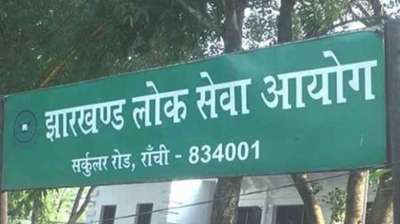 झारखण्ड लोक सेवा आयोग
सर्कुलर रोड, राँची - 834001